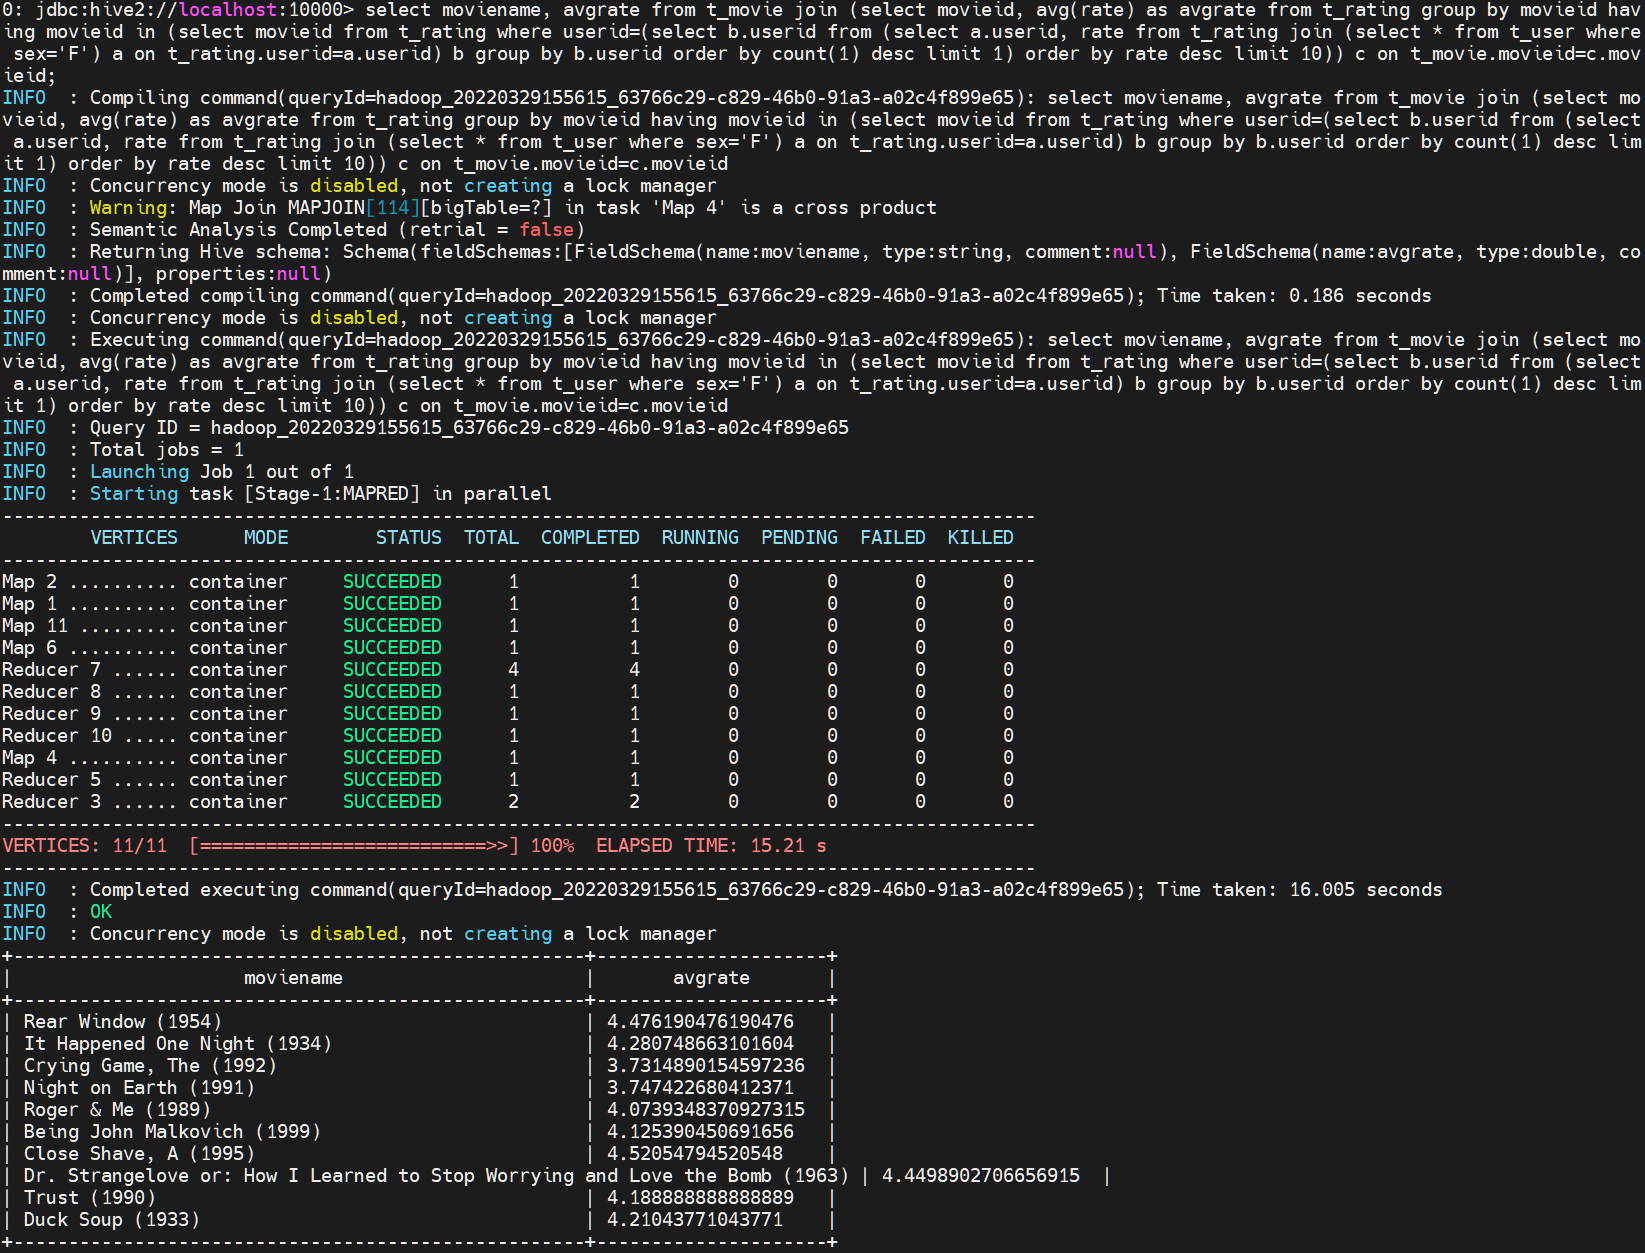 0: jdbc:hive2://localhost:10000> select moviename, avgrate from t_movie join (select movieid, avg(rate) as avgrate from t_rating group by movieid hav
ing movieid in (select movieid from t_rating where userid=(select b.userid from (select a.userid, rate from t_rating join (select * from t_user where
 sex='F') a on t_rating.userid=a.userid) b group by b.userid order by count(1) desc limit 1) order by rate desc limit 10)) c on t_movie.movieid=c.mov
ieid;
INFO  : Compiling command(queryId=hadoop_20220329155615_63766c29-c829-46b0-91a3-a02c4f899e65): select moviename, avgrate from t_movie join (select mo
vieid, avg(rate) as avgrate from t_rating group by movieid having movieid in (select movieid from t_rating where userid=(select b.userid from (select
 a.userid, rate from t_rating join (select * from t_user where sex='F') a on t_rating.userid=a.userid) b group by b.userid order by count(1) desc lim
it 1) order by rate desc limit 10)) c on t_movie.movieid=c.movieid
INFO  : Concurrency mode is disabled, not creating a lock manager
INFO  : Warning: Map Join MAPJOIN[114][bigTable=?] in task 'Map 4' is a cross product
INFO  : Semantic Analysis Completed (retrial = false)
INFO  : Returning Hive schema: Schema(fieldSchemas:[FieldSchema(name:moviename, type:string, comment:null), FieldSchema(name:avgrate, type:double, co
mment:null)], properties:null)
INFO  : Completed compiling command(queryId=hadoop_20220329155615_63766c29-c829-46b0-91a3-a02c4f899e65); Time taken: 0.186 seconds
INFO  : Concurrency mode is disabled, not creating a lock manager
INFO  : Executing command(queryId=hadoop_20220329155615_63766c29-c829-46b0-91a3-a02c4f899e65): select moviename, avgrate from t_movie join (select mo
vieid, avg(rate) as avgrate from t_rating group by movieid having movieid in (select movieid from t_rating where userid=(select b.userid from (select
 a.userid, rate from t_rating join (select * from t_user where sex='F') a on t_rating.userid=a.userid) b group by b.userid order by count(1) desc lim
it 1) order by rate desc limit 10)) c on t_movie.movieid=c.movieid
INFO  : Query ID = hadoop_20220329155615_63766c29-c829-46b0-91a3-a02c4f899e65
INFO  : Total jobs = 1
INFO  : Launching Job 1 out of 1
INFO  : Starting task [Stage-1:MAPRED] in parallel
----------------------------------------------------------------------------------------------
        VERTICES      MODE        STATUS  TOTAL  COMPLETED  RUNNING  PENDING  FAILED  KILLED
----------------------------------------------------------------------------------------------
Map 2 .......... container     SUCCEEDED      1          1        0        0       0       0
Map 1 .......... container     SUCCEEDED      1          1        0        0       0       0
Map 11 ......... container     SUCCEEDED      1          1        0        0       0       0
Map 6 .......... container     SUCCEEDED      1          1        0        0       0       0
Reducer 7 ...... container     SUCCEEDED      4          4        0        0       0       0
Reducer 8 ...... container     SUCCEEDED      1          1        0        0       0       0
Reducer 9 ...... container     SUCCEEDED      1          1        0        0       0       0
Reducer 10 ..... container     SUCCEEDED      1          1        0        0       0       0
Map 4 .......... container     SUCCEEDED      1          1        0        0       0       0
Reducer 5 ...... container     SUCCEEDED      1          1        0        0       0       0
Reducer 3 ...... container     SUCCEEDED      2          2        0        0       0       0
----------------------------------------------------------------------------------------------
VERTICES: 11/11  [==========================>>] 100%  ELAPSED TIME: 15.21 s
----------------------------------------------------------------------------------------------
INFO  : Completed executing command(queryId=hadoop_20220329155615_63766c29-c829-46b0-91a3-a02c4f899e65); Time taken: 16.005 seconds
INFO  : OK
INFO  : Concurrency mode is disabled, not creating a lock manager
+----------------------------------------------------+---------------------+
|                     moviename                      |       avgrate       |
+----------------------------------------------------+---------------------+
| Rear Window (1954)                                 | 4.476190476190476   |
| It Happened One Night (1934)                       | 4.280748663101604   |
| Crying Game, The (1992)                            | 3.7314890154597236  |
| Night on Earth (1991)                              | 3.747422680412371   |
| Roger & Me (1989)                                  | 4.0739348370927315  |
| Being John Malkovich (1999)                        | 4.125390450691656   |
| Close Shave, A (1995)                              | 4.52054794520548    |
| Dr. Strangelove or: How I Learned to Stop Worrying and Love the Bomb (1963) | 4.4498902706656915  |
| Trust (1990)                                       | 4.188888888888889   |
| Duck Soup (1933)                                   | 4.21043771043771    |
+----------------------------------------------------+---------------------+